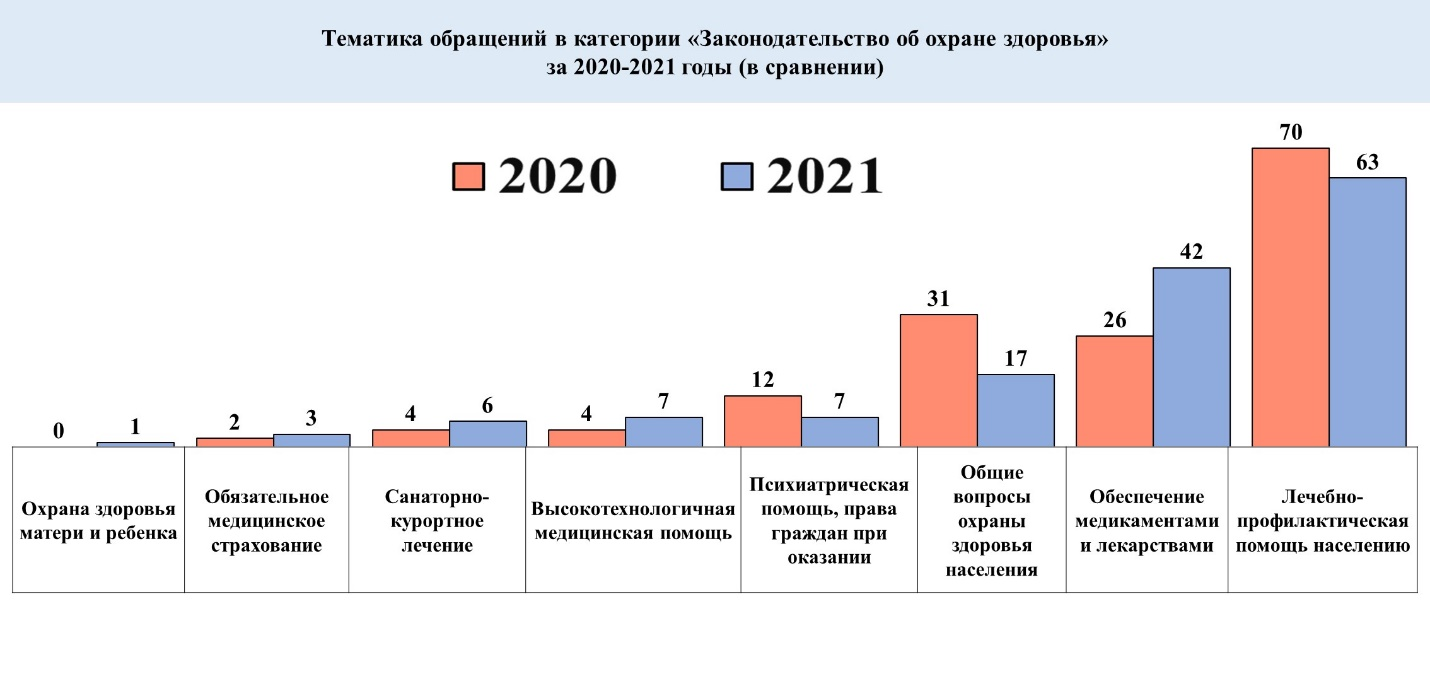 Тематика обращений в категории «Законодательство об охране здоровья»
за 2020-2021 годы (в сравнении)
2020
2021
0
1
2
3
4
6
4
7
12
7
31
17
26
42
70
63
Охрана здоровья
матери и ребенка
Обязательное
медицинское
страхование
Санаторно-
курортное
лечение
Высокотехнологичная
медицинская помощь
Психиатрическая
помощь, права
граждан при
оказании
Общие
вопросы
охраны
здоровья
населения
Обеспечение
медикаментами
и лекарствами
Лечебно-
профилактическая
помощь населению